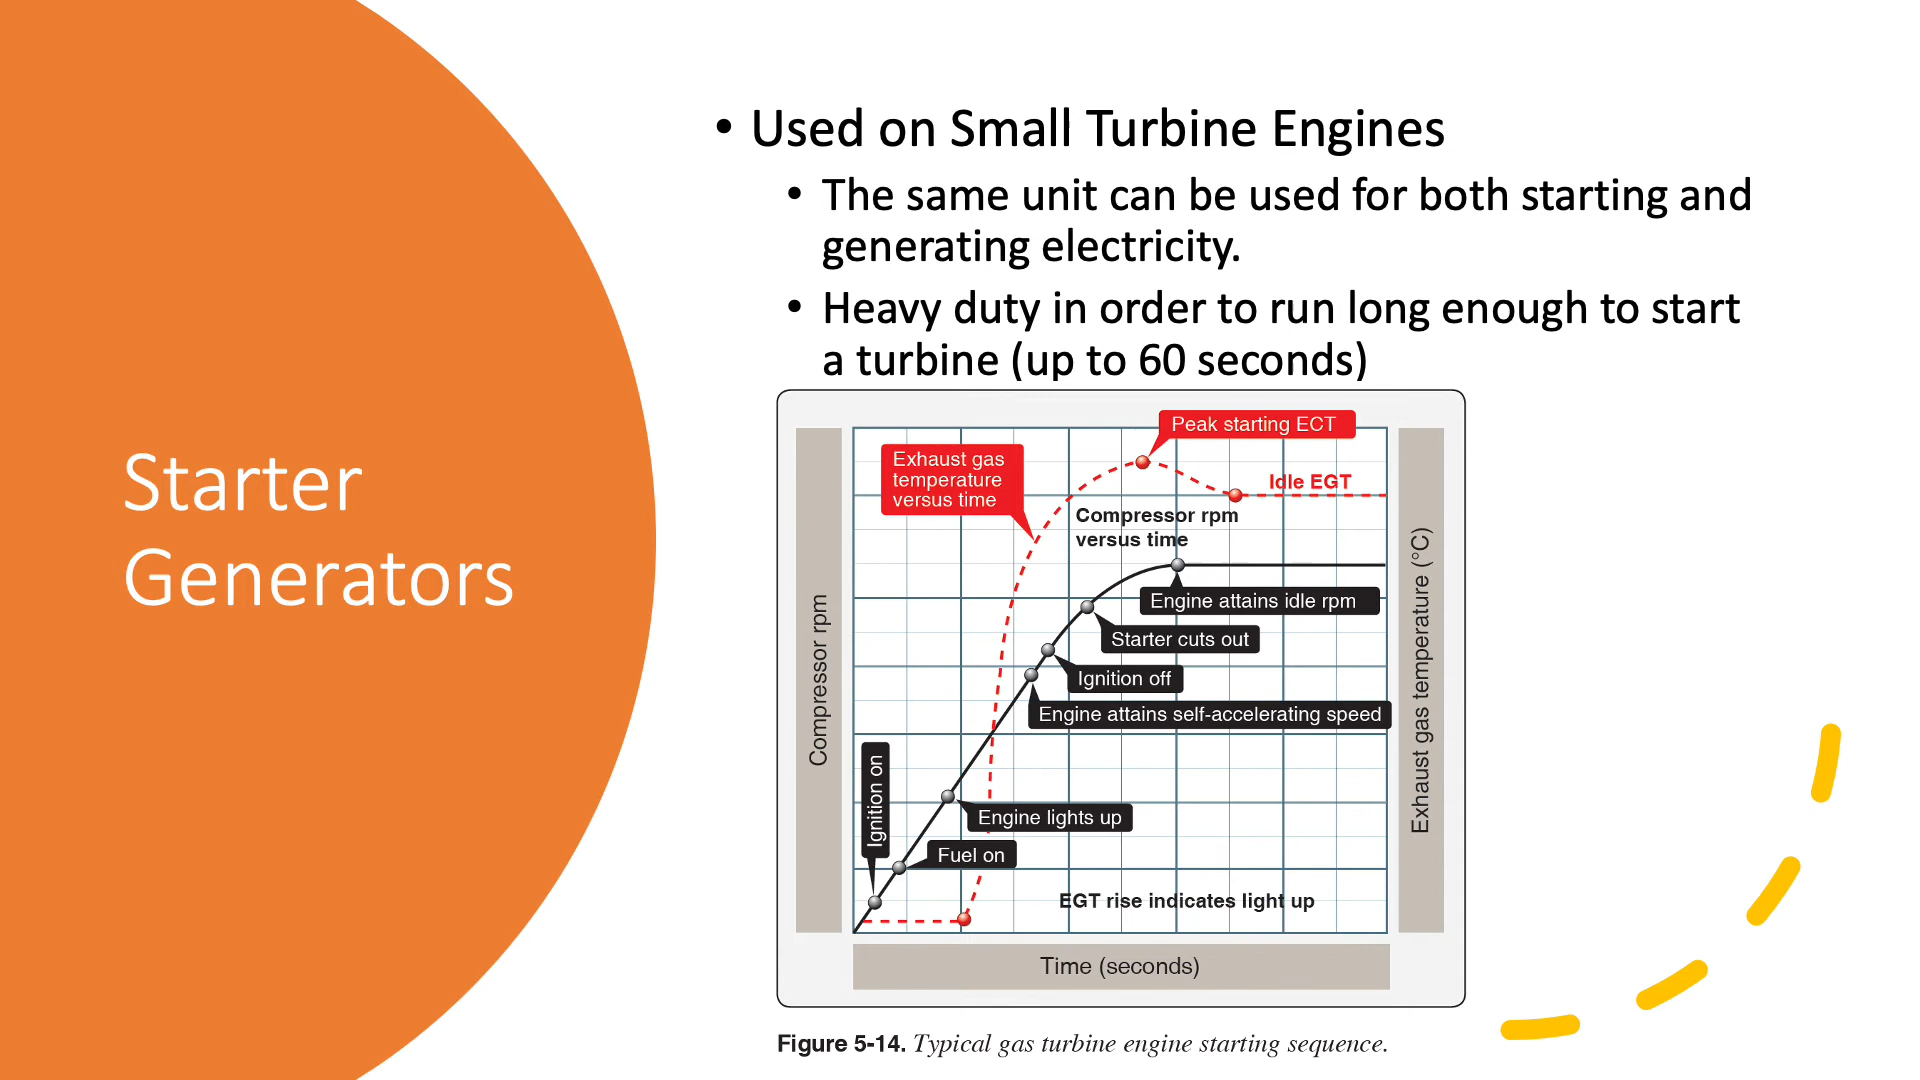 Starter
Generators
• Used on Small Turbine Engines
• The same unit can be used for both starting and
generating electricity.
• Heavy duty in order to run long enough to start
a turbine (up to 60 seconds)
Peak starting ECT
Exhaust gas
temperature
versus time
Idle EGT
Compressor rpm
versus time
Engine attains idle rpm
Starter cuts out
Ignition off
Engine attains self-accelerating speed
Ignition on
Engine lights up
Fuel on
EGT rise indicates light up
Compressor rpm
Exhaust gas temperature (°C)
Time (seconds)
Figure 5-14. Typical gas turbine engine starting sequence.